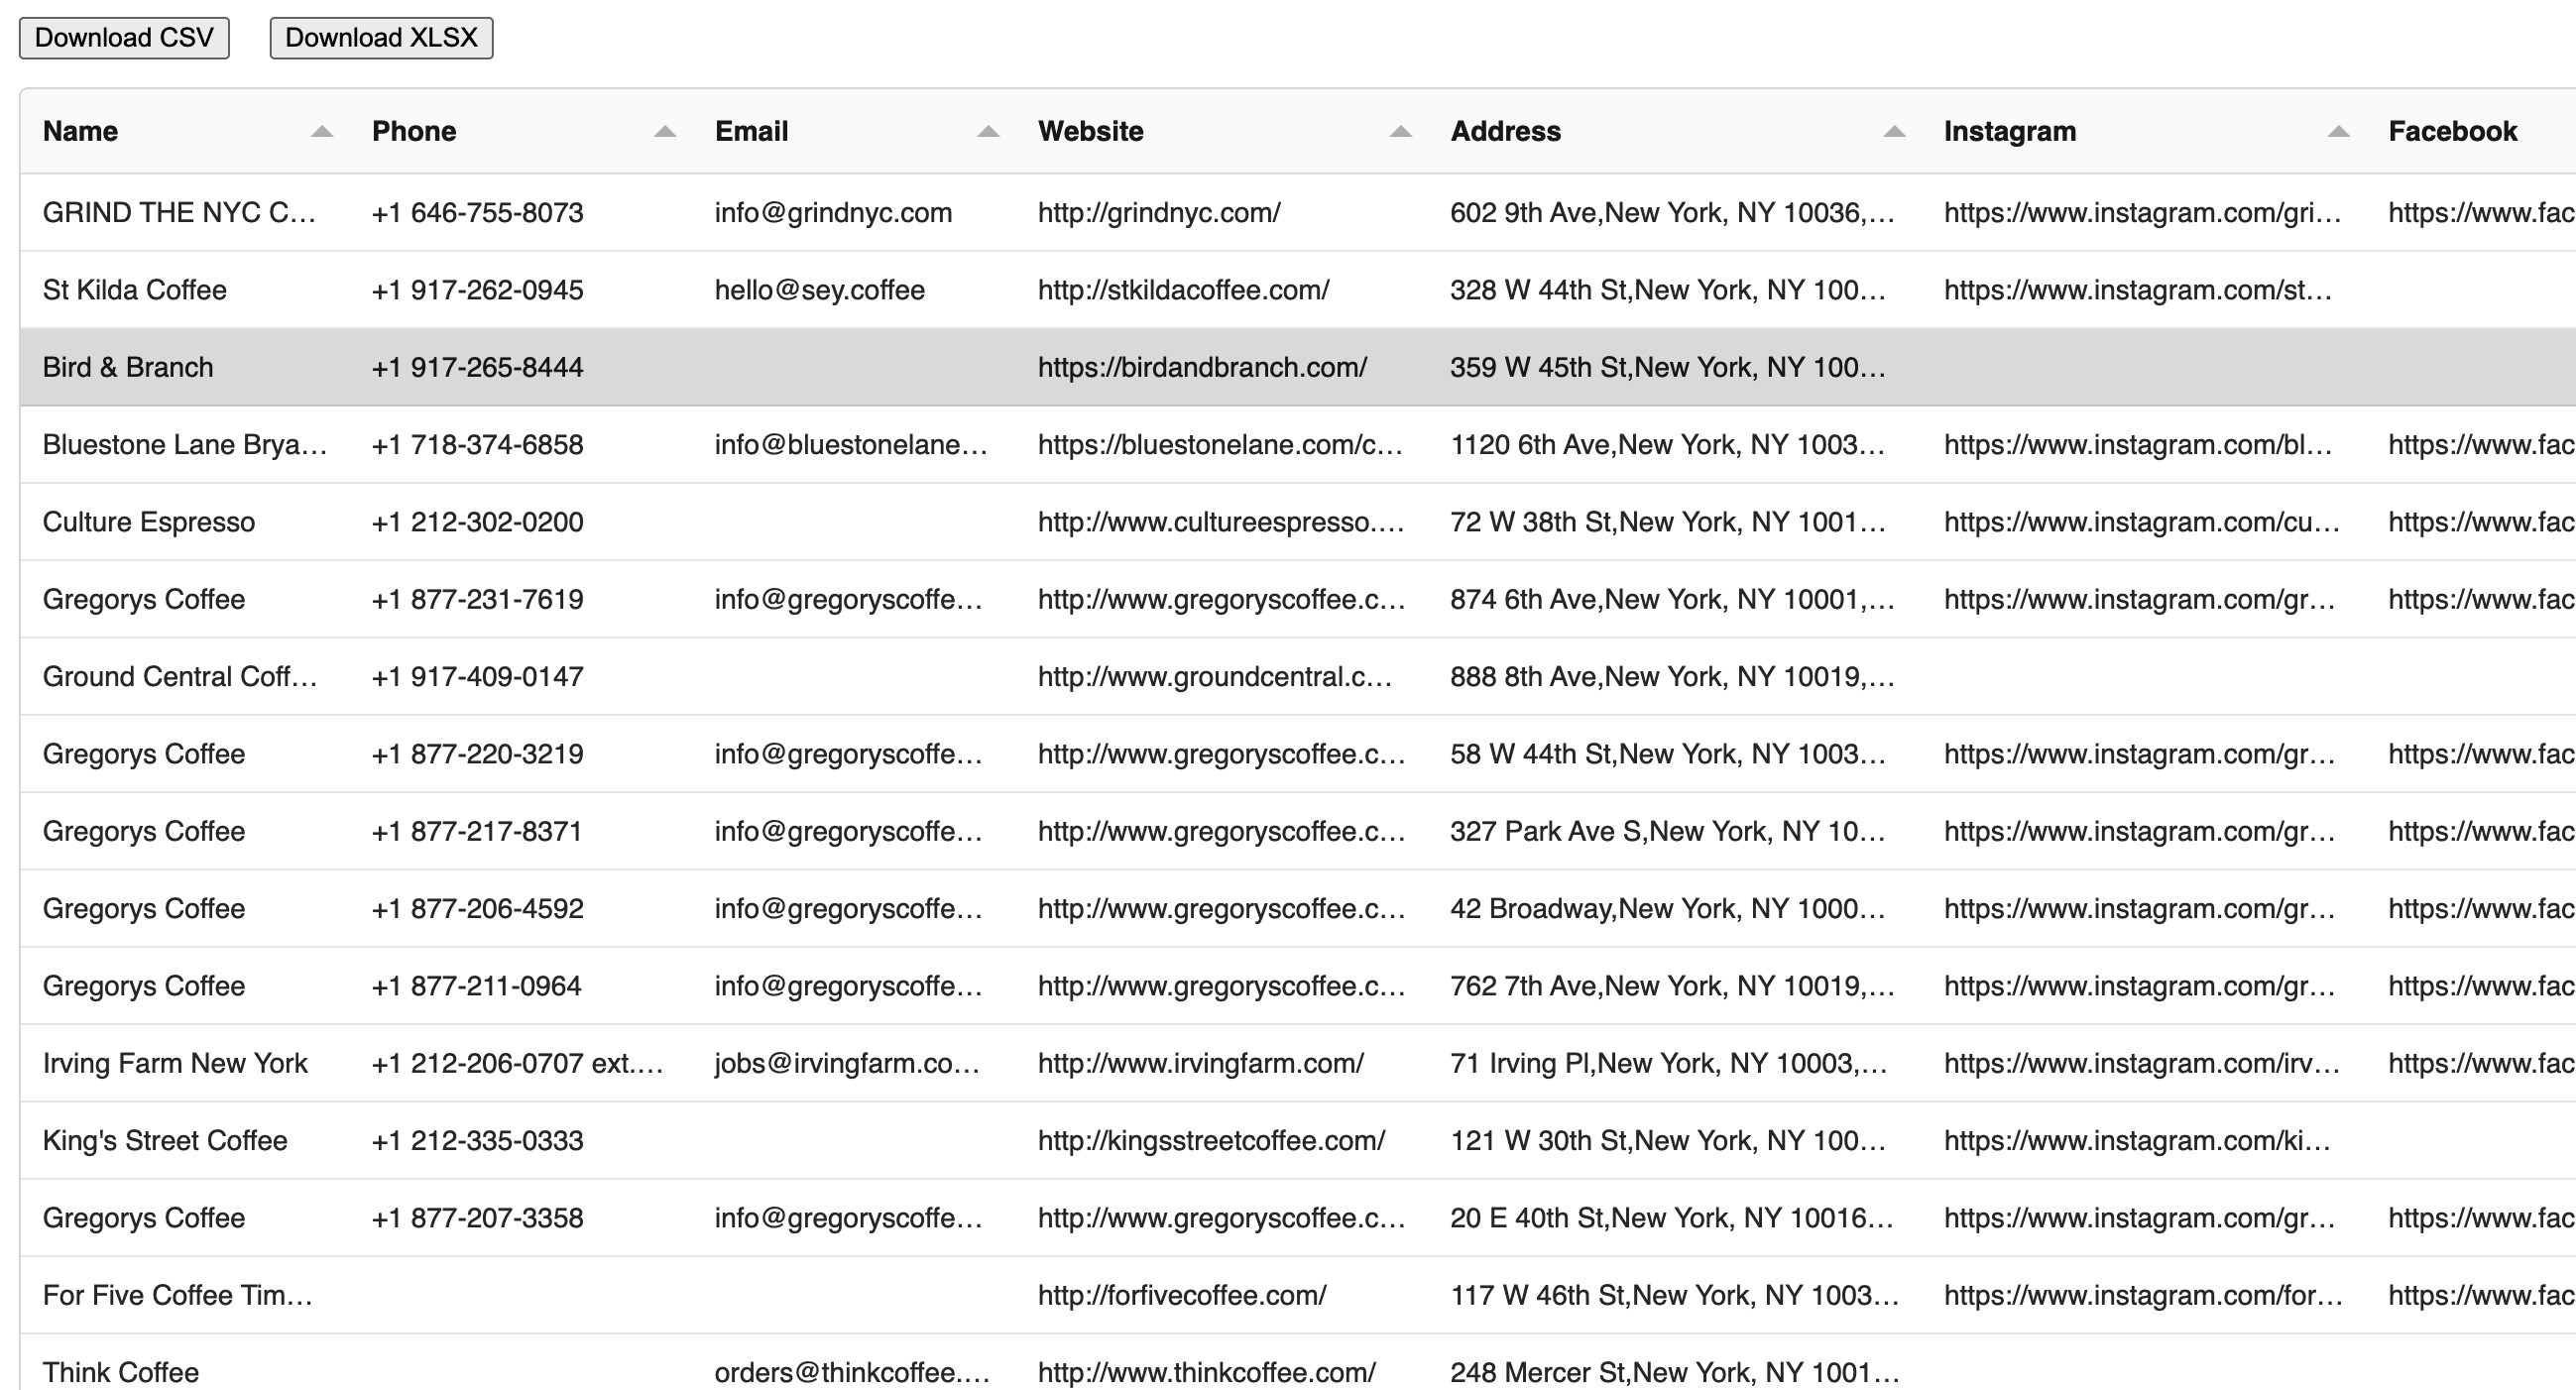 Download CSV Download XLSX
Name Phone Email Website Address Instagram Facebook
GRIND THE NYC C… +1 646-755-8073 info@grindnyc.com http://grindnyc.com/ 602 9th Ave,New York, NY 10036,… https://www.instagram.com/gri… https://www.fac
St Kilda Coffee +1 917-262-0945 hello@sey.coffee http://stkildacoffee.com/ 328 W 44th St,New York, NY 100… https://www.instagram.com/st…
Bird & Branch +1 917-265-8444 https://birdandbranch.com/ 359 W 45th St,New York, NY 100…
Bluestone Lane Brya… +1 718-374-6858 info@bluestonelane… https://bluestonelane.com/c… 1120 6th Ave,New York, NY 1003… https://www.instagram.com/bl… https://www.fac
Culture Espresso +1 212-302-0200 http://www.cultureespresso.… 72 W 38th St,New York, NY 1001… https://www.instagram.com/cu… https://www.fac
Gregorys Coffee +1 877-231-7619 info@gregoryscoffe… http://www.gregoryscoffee.c… 874 6th Ave,New York, NY 10001,… https://www.instagram.com/gr… https://www.fac
Ground Central Coff… +1 917-409-0147 http://www.groundcentral.c… 888 8th Ave,New York, NY 10019,…
Gregorys Coffee +1 877-220-3219 info@gregoryscoffe… http://www.gregoryscoffee.c… 58 W 44th St,New York, NY 1003… https://www.instagram.com/gr… https://www.fac
Gregorys Coffee +1 877-217-8371 info@gregoryscoffe… http://www.gregoryscoffee.c… 327 Park Ave S,New York, NY 10… https://www.instagram.com/gr… https://www.fac
Gregorys Coffee +1 877-206-4592 info@gregoryscoffe… http://www.gregoryscoffee.c… 42 Broadway,New York, NY 1000… https://www.instagram.com/gr… https://www.fac
Gregorys Coffee +1 877-211-0964 info@gregoryscoffe… http://www.gregoryscoffee.c… 762 7th Ave,New York, NY 10019,… https://www.instagram.com/gr… https://www.fac
Irving Farm New York +1 212-206-0707 ext.… jobs@irvingfarm.co… http://www.irvingfarm.com/ 71 Irving Pl,New York, NY 10003,… https://www.instagram.com/irv… https://www.fac
King's Street Coffee +1 212-335-0333 http://kingsstreetcoffee.com/ 121 W 30th St,New York, NY 100… https://www.instagram.com/ki…
Gregorys Coffee +1 877-207-3358 info@gregoryscoffe… http://www.gregoryscoffee.c… 20 E 40th St,New York, NY 10016… https://www.instagram.com/gr… https://www.fac
For Five Coffee Tim… http://forfivecoffee.com/ 117 W 46th St,New York, NY 1003… https://www.instagram.com/for… https://www.fac
Think Coffee orders@thinkcoffee.… http://www.thinkcoffee.com/ 248 Mercer St,New York, NY 1001…